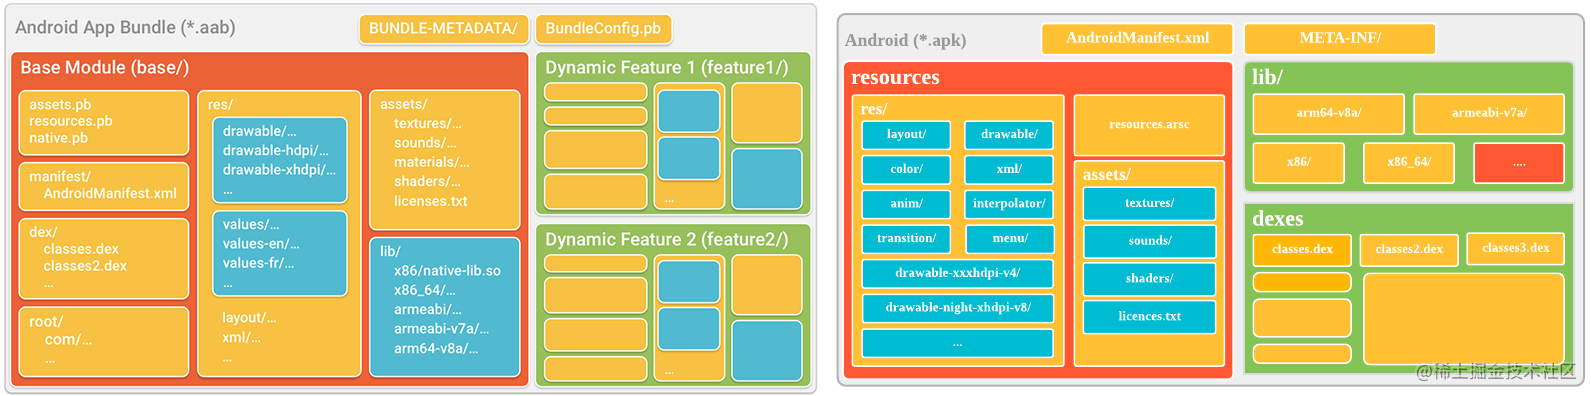 Android App Bundle (*.aab)
BUNDLE-METADATA/
BundleConfig.pb
Base Module (base/)
assets.pb
resources.pb
native.pb
manifest/
AndroidManifest.xml
dex/
classes.dex
classes2.dex
...
root/
com/...
...
res/
drawable/...
drawable-hdpi/...
drawable-xhdpi/...
...
values/...
values-en/...
values-fr/...
...
layout/...
xml/...
...
assets/
textures/...
sounds/...
materials/...
shaders/...
licenses.txt
lib/
x86/native-lib.so
x86_64/...
armeabi/...
armeabi-v7a/...
arm64-v8a/...
Dynamic Feature 1 (feature1/)
...
Dynamic Feature 2 (feature2/)
...
Android (*.apk)
AndroidManifest.xml
META-INF/
resources
res/
layout/
drawable/
color/
xml/
anim/
interpolator/
transition/
menu/
drawable-xxxhdpi-v4/
drawable-night-xhdpi-v8/
...
resources.arsc
assets/
textures/
sounds/
shaders/
licences.txt
lib/
arm64-v8a/
armeabi-v7a/
x86/
x86_64/
....
dexes
classes.dex
classes2.dex
classes3.dex
@稀土掘金技术社区